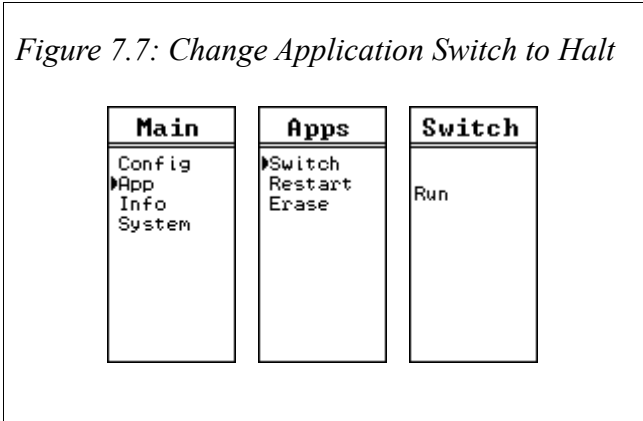 Figure 7.7: Change Application Switch to Halt
Main
Config
App
Info
System
Apps
Switch
Restart
Erase
Switch
Run